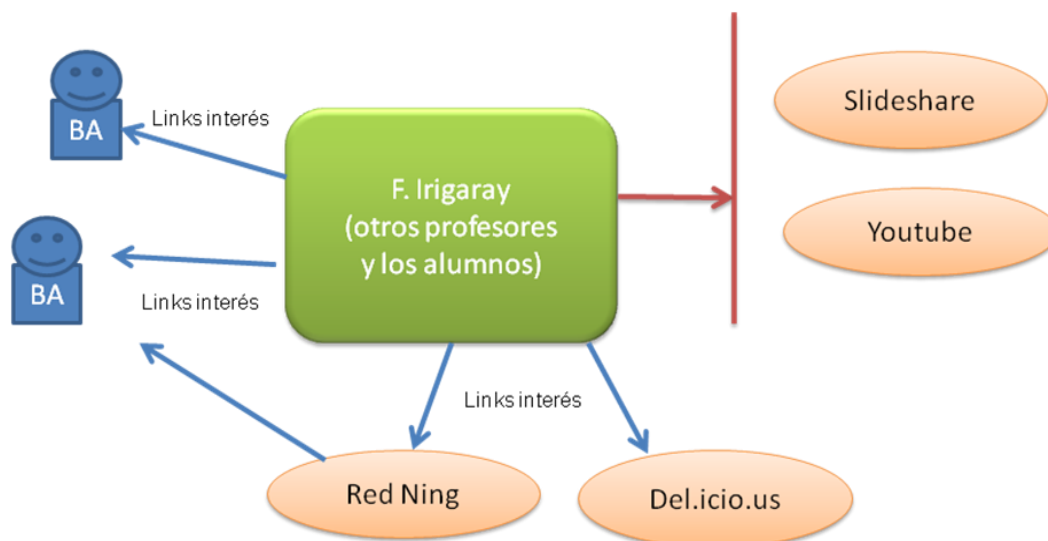 BA
Links interés
F. Irigaray
(otros profesores
y los alumnos)
Slideshare
Youtube
BA
Links interés
Links interés
Red Ning
Del.icio.us